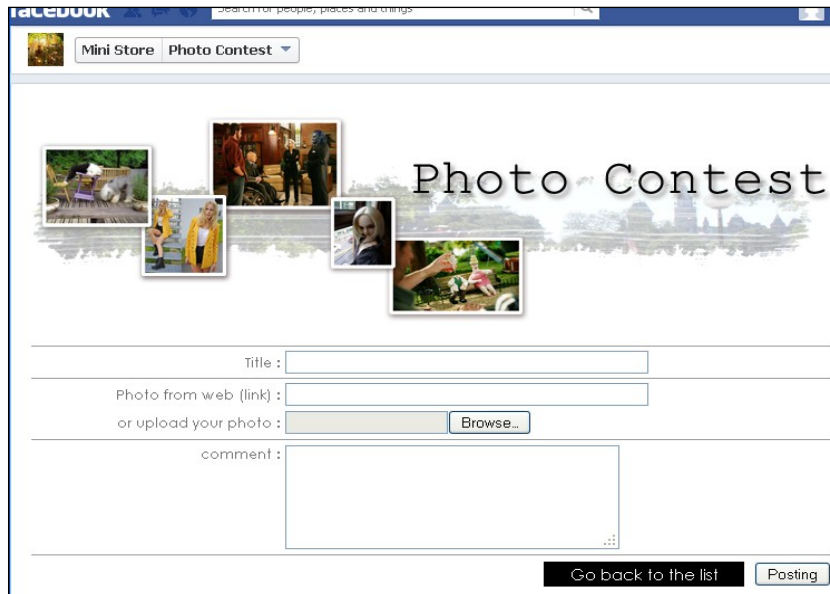 facebook
Search for people, places and things
Mini Store Photo Contest
Photo Contest
Title :
Photo from web (link) :
or upload your photo : Browse...
comment :
Go back to the list Posting